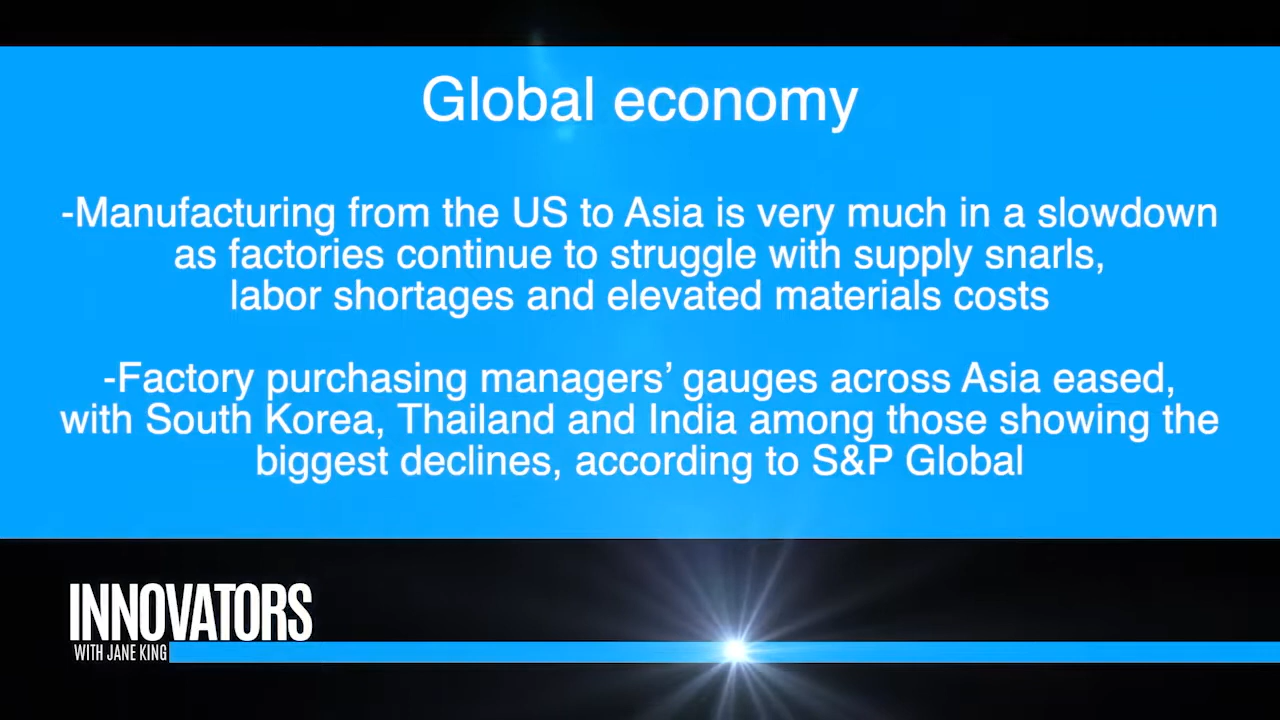 Global economy
-Manufacturing from the US to Asia is very much in a slowdown
as factories continue to struggle with supply snarls,
labor shortages and elevated materials costs
-Factory purchasing managers’ gauges across Asia eased,
with South Korea, Thailand and India among those showing the
biggest declines, according to S&P Global
INNOVATORS
WITH JANE KING